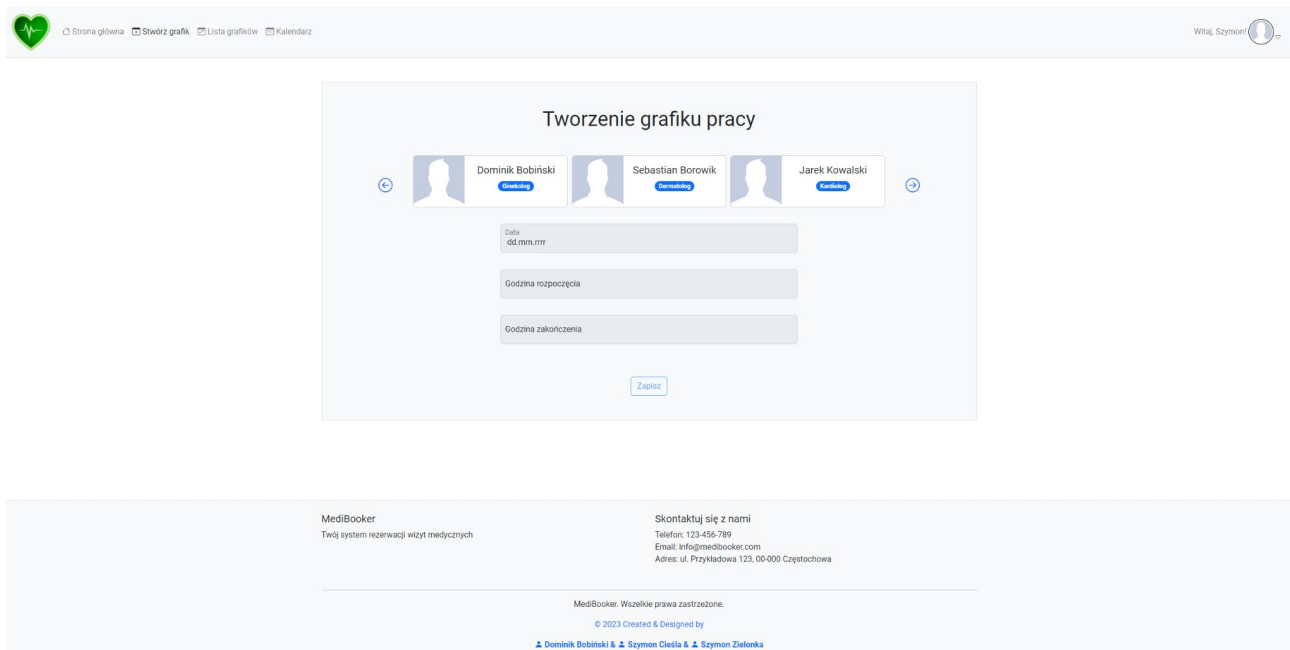 Strona główna Stwórz grafik Lista grafików Kalendarz
Witaj, Szymon!
Tworzenie grafiku pracy
Dominik Bobiński
Ginekolog
Sebastian Borowik
Dermatolog
Jarek Kowalski
Kardiolog
Data
dd.mm.rrrr
Godzina rozpoczęcia
Godzina zakończenia
Zapisz
MediBooker
Twój system rezerwacji wizyt medycznych
Skontaktuj się z nami
Telefon: 123-456-789
Email: info@medibooker.com
Adres: ul. Przykładowa 123, 00-000 Częstochowa
MediBooker. Wszelkie prawa zastrzeżone.
© 2023 Created & Designed by
Dominik Bobiński & Szymon Cieśla & Szymon Zielonka